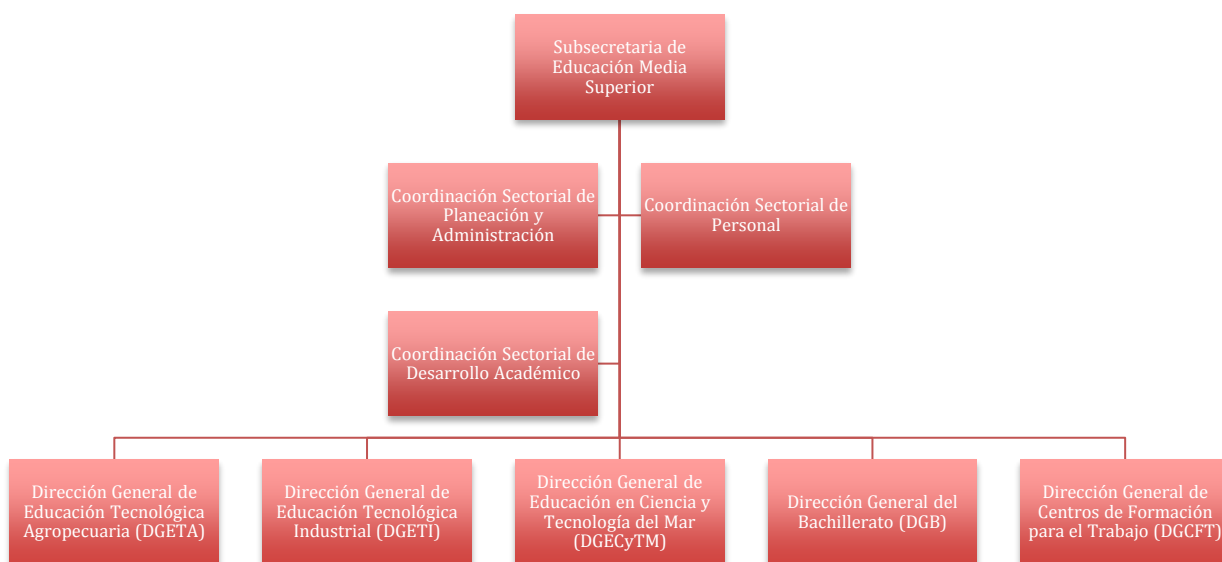 Subsecretaria de
Educación Media
Superior
Coordinación Sectorial de
Planeación y
Administración
Coordinación Sectorial de
Personal
Coordinación Sectorial de
Desarrollo Académico
Dirección General de
Educación Tecnológica
Agropecuaria (DGETA)
Dirección General de
Educación Tecnológica
Industrial (DGETI)
Dirección General de
Educación en Ciencia y
Tecnología del Mar
(DGECyTM)
Dirección General del
Bachillerato (DGB)
Dirección General de
Centros de Formación
para el Trabajo (DGCFT)